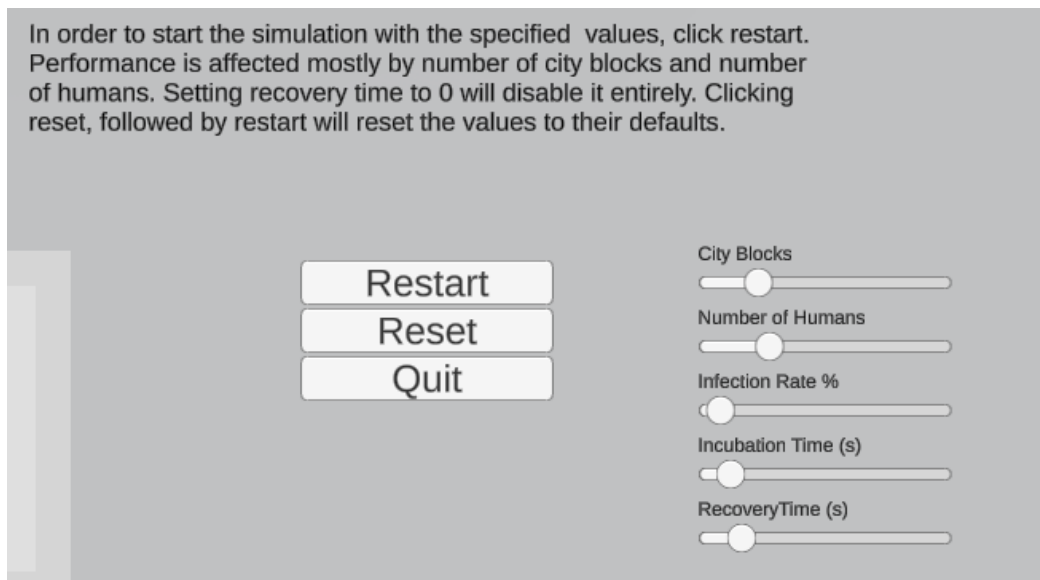 In order to start the simulation with the specified  values, click restart.
Performance is affected mostly by number of city blocks and number
of humans. Setting recovery time to 0 will disable it entirely. Clicking
reset, followed by restart will reset the values to their defaults.
Restart
Reset
Quit
City Blocks
Number of Humans
Infection Rate %
Incubation Time (s)
RecoveryTime (s)